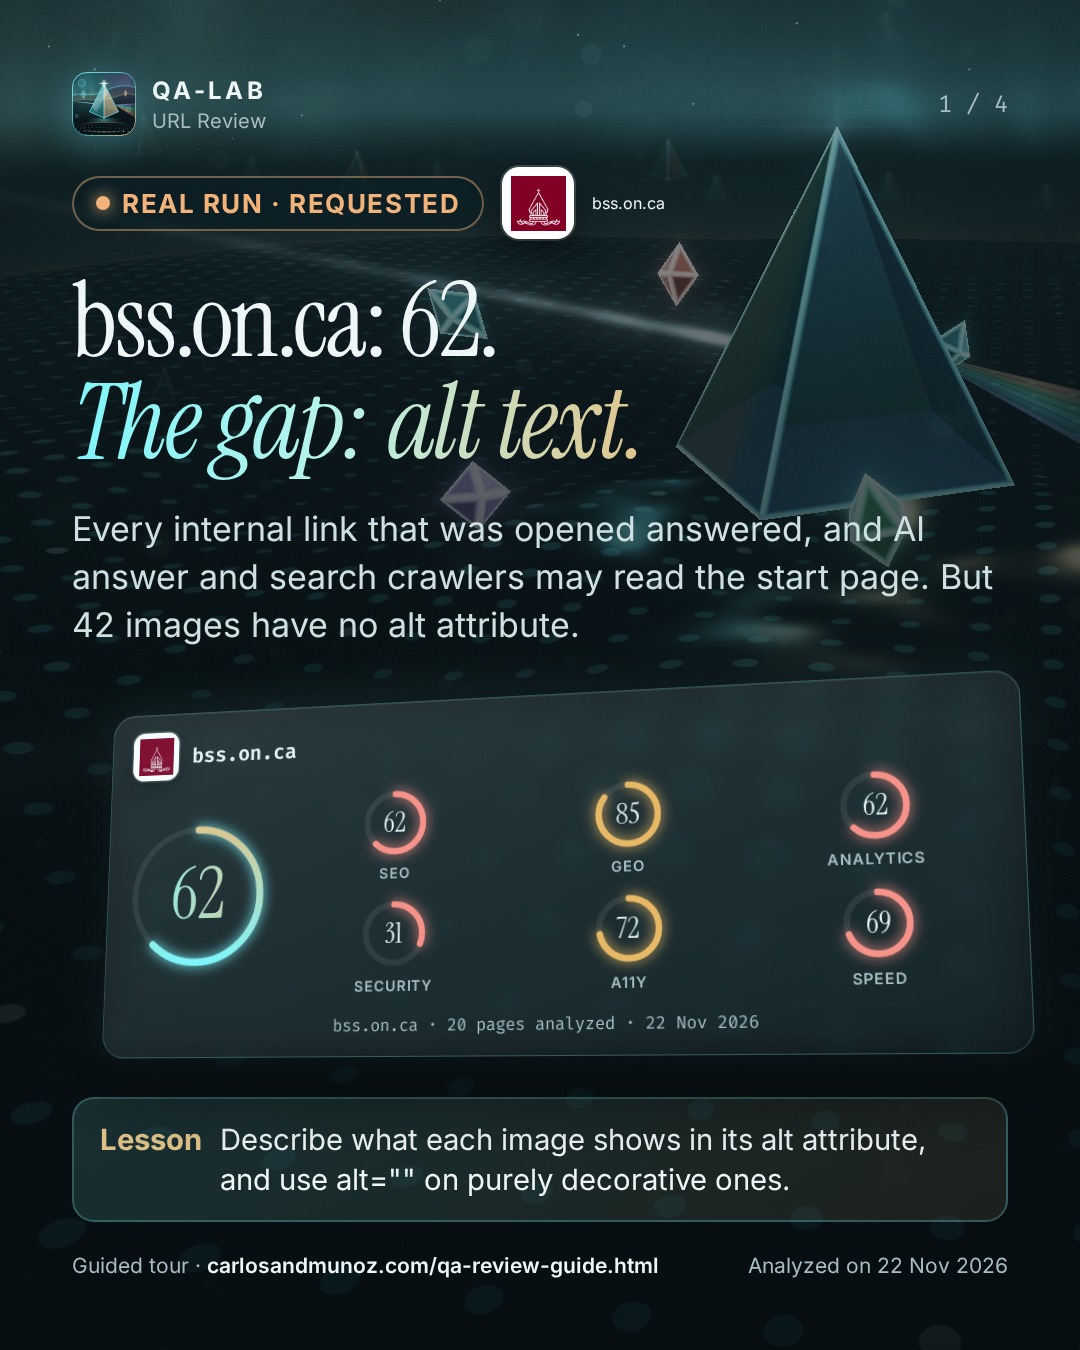 QA-LAB
URL Review
1 / 4
REAL RUN · REQUESTED
bss.on.ca
bss.on.ca: 62.
The gap: alt text.
Every internal link that was opened answered, and AI
answer and search crawlers may read the start page. But
42 images have no alt attribute.
bss.on.ca
62
62
SEO
85
GEO
62
ANALYTICS
31
SECURITY
72
A11Y
69
SPEED
bss.on.ca · 20 pages analyzed · 22 Nov 2026
Lesson
Describe what each image shows in its alt attribute,
and use alt="" on purely decorative ones.
Guided tour · carlosandmunoz.com/qa-review-guide.html
Analyzed on 22 Nov 2026